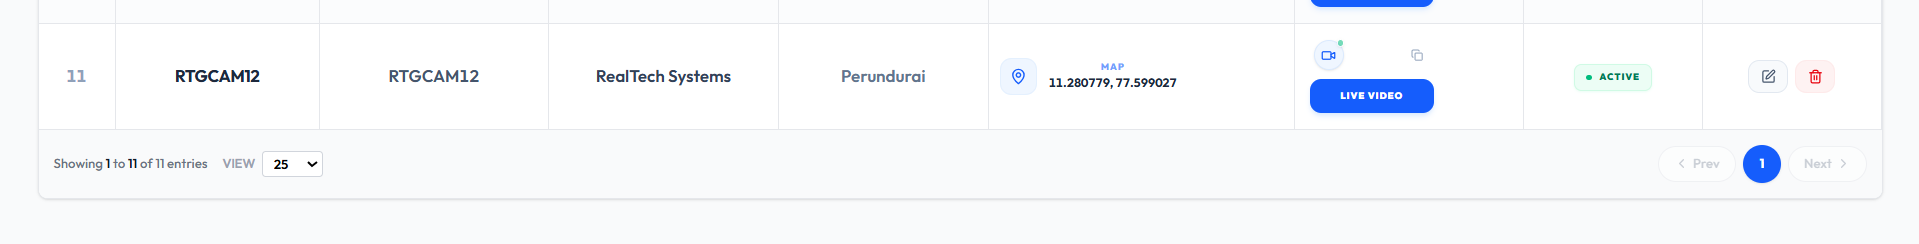 11 RTGCAM12 RTGCAM12 RealTech Systems Perundurai MAP 11.280779, 77.599027 LIVE VIDEO ACTIVE
Showing 1 to 11 of 11 entries VIEW 25 Prev 1 Next